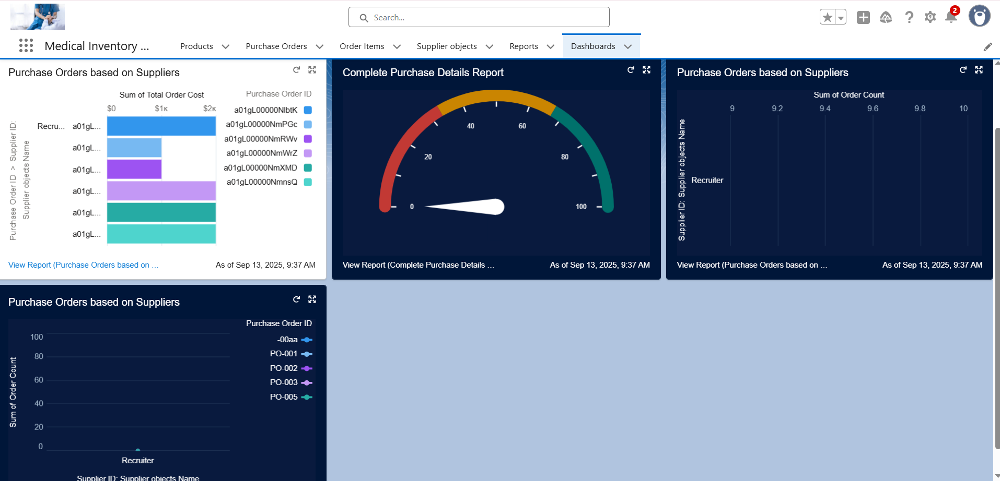 Search...
2
Medical Inventory ...
Products
Purchase Orders
Order Items
Supplier objects
Reports
Dashboards
Purchase Orders based on Suppliers
Sum of Total Order Cost
$0 $1K $2K
Purchase Order ID > Supplier ID:
Supplier objects Name
Recru... a01gL...
a01gL...
a01gL...
a01gL...
a01gL...
a01gL...
Purchase Order ID
a01gL00000NlbtK
a01gL00000NmPGc
a01gL00000NmRWv
a01gL00000NmWrZ
a01gL00000NmXMD
a01gL00000NmnsQ
View Report (Purchase Orders based on ...
As of Sep 13, 2025, 9:37 AM
Complete Purchase Details Report
0
20
40
60
80
100
View Report (Complete Purchase Details ...
As of Sep 13, 2025, 9:37 AM
Purchase Orders based on Suppliers
Sum of Order Count
9 9.2 9.4 9.6 9.8 10
Supplier ID: Supplier objects Name
Recruiter
View Report (Purchase Orders based on ...
As of Sep 13, 2025, 9:37 AM
Purchase Orders based on Suppliers
Sum of Order Count
100
80
60
40
20
0
Recruiter
Supplier ID: Supplier objects Name
Purchase Order ID
-00aa
PO-001
PO-002
PO-003
PO-005